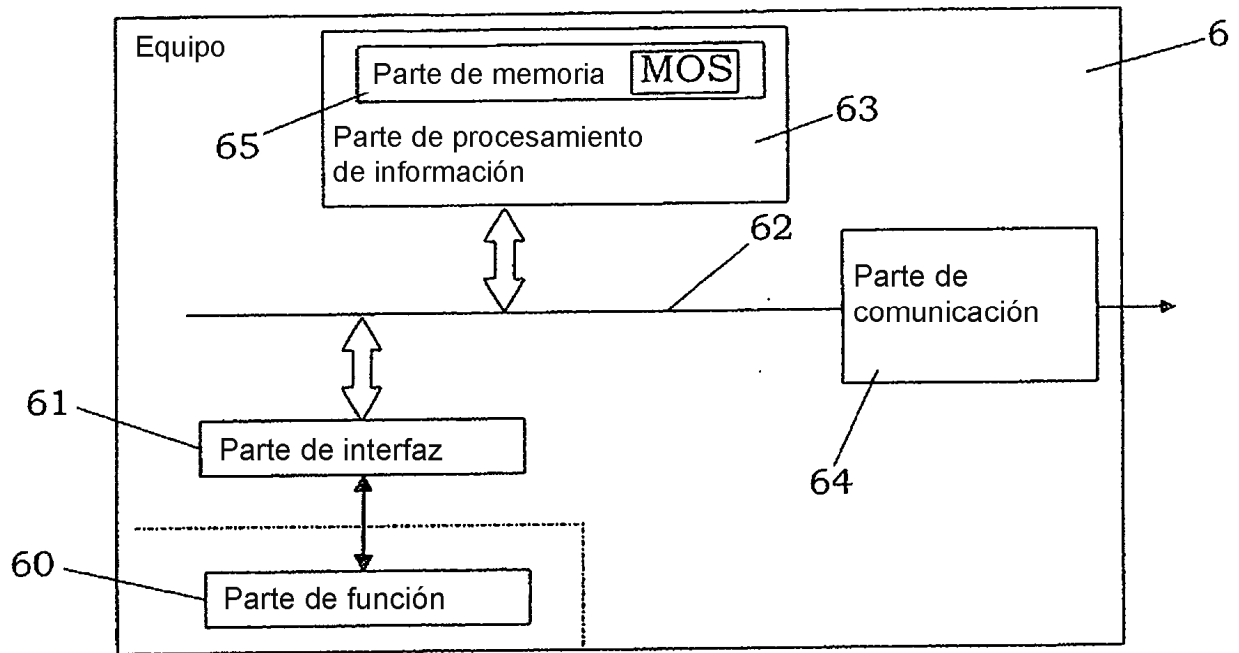 Equipo
6
Parte de memoria MOS
65
63
Parte de procesamiento
de información
62
Parte de
comunicación
61
Parte de interfaz
64
60
Parte de función